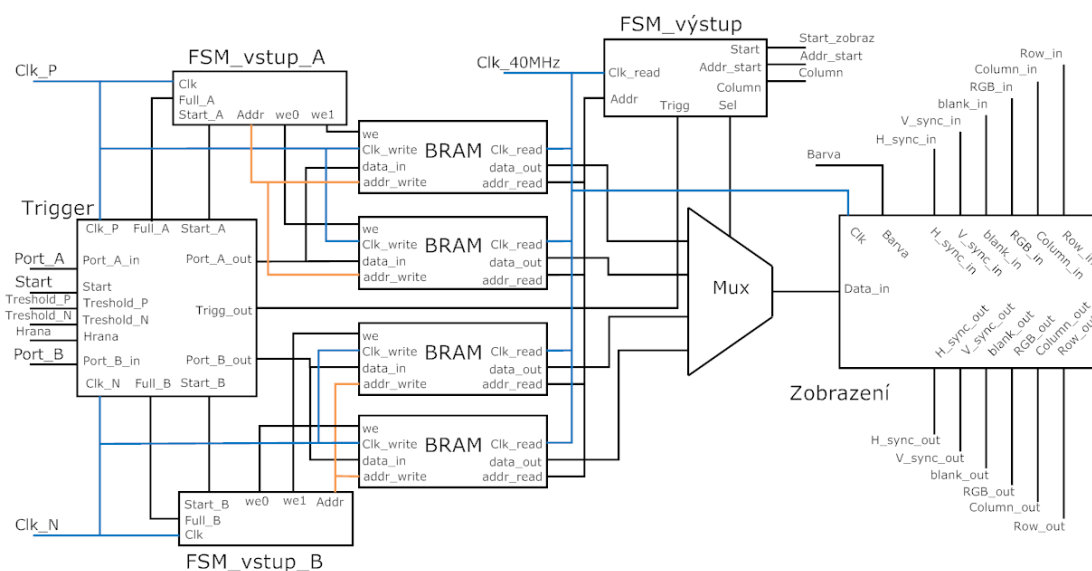 FSM_výstup
Start_zobraz
Start
Addr_start
Addr_start
Column
Column
Clk_read
Addr
Trigg
Sel
Clk_40MHz
FSM_vstup_A
Clk_P
Clk
Full_A
Start_A
Addr
we0
we1
we
Clk_write
data_in
addr_write
BRAM
Clk_read
data_out
addr_read
we
Clk_write
data_in
addr_write
BRAM
Clk_read
data_out
addr_read
Trigger
Clk_P
Full_A
Start_A
Port_A
Port_A_in
Port_A_out
Start
Start
Treshold_P
Treshold_P
Treshold_N
Treshold_N
Hrana
Hrana
Trigg_out
Port_B
Port_B_in
Port_B_out
Clk_N
Full_B
Start_B
we
Clk_write
data_in
addr_write
BRAM
Clk_read
data_out
addr_read
we
Clk_write
data_in
addr_write
BRAM
Clk_read
data_out
addr_read
Start_B
Full_B
Clk
we0
we1
Addr
Clk_N
FSM_vstup_B
Mux
Barva
H_sync_in
V_sync_in
blank_in
RGB_in
Column_in
Row_in
Clk
Barva
H_sync_in
V_sync_in
blank_in
RGB_in
Column_in
Row_in
Data_in
H_sync_out
V_sync_out
blank_out
RGB_out
Column_out
Zobrazení
H_sync_out
V_sync_out
blank_out
RGB_out
Column_out
Row_out